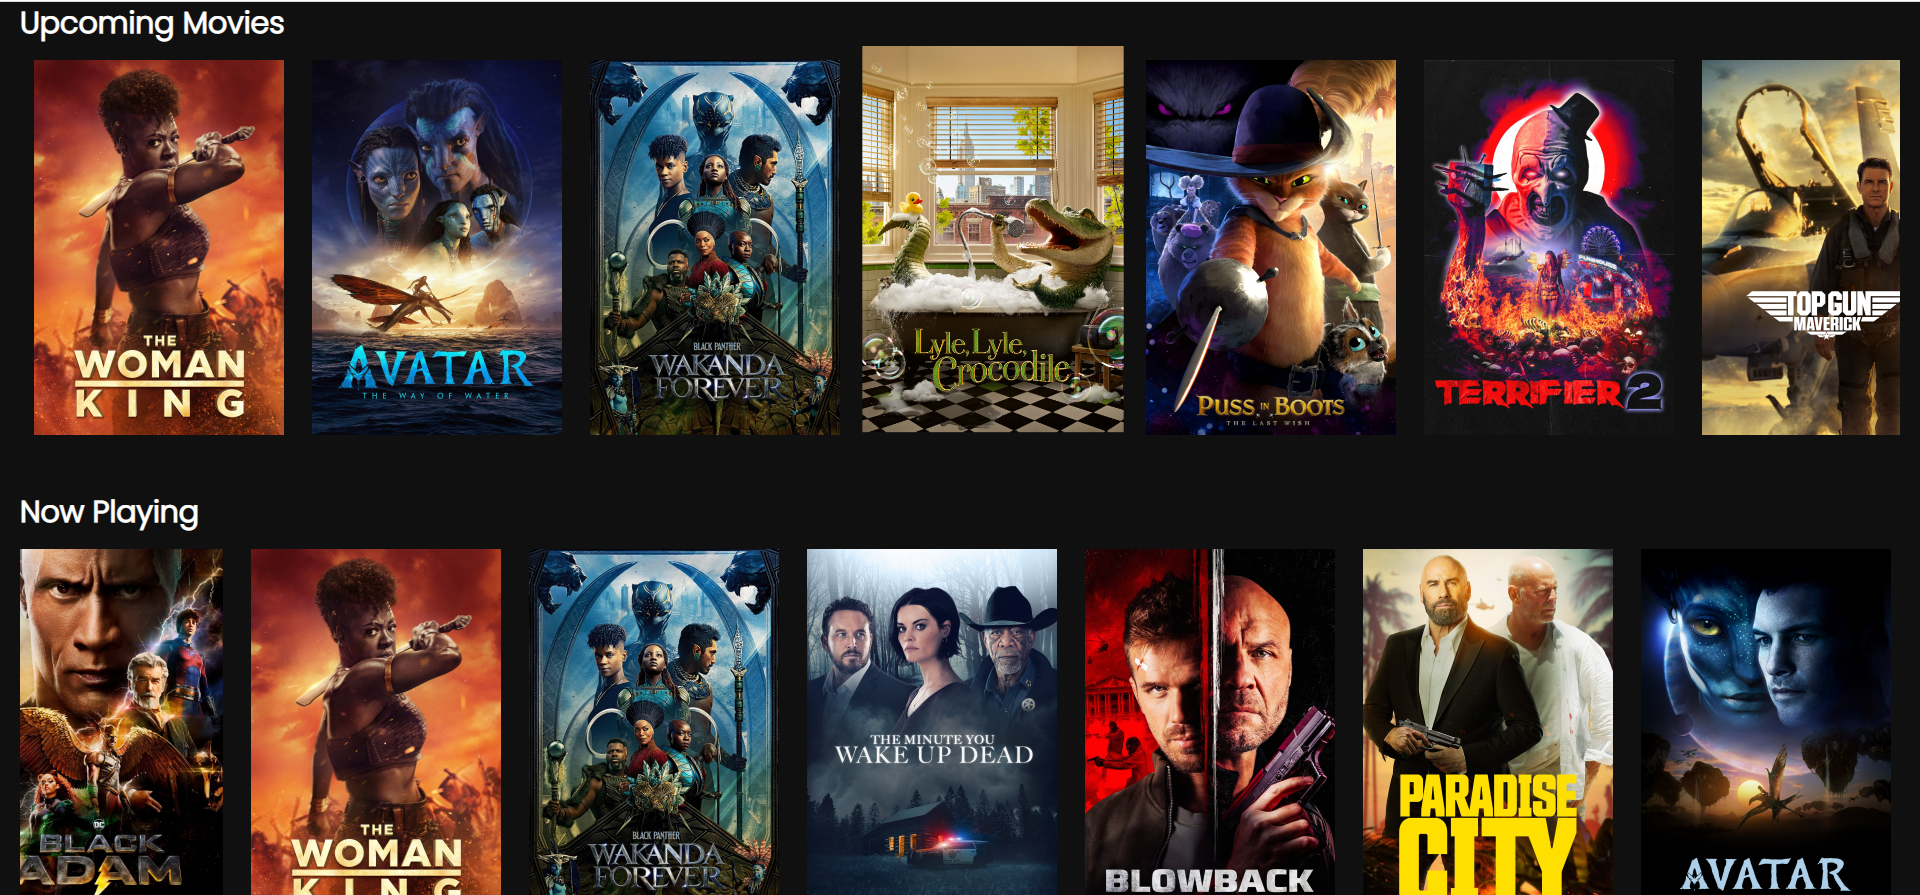 Upcoming Movies
THE
WOMAN
KING
AVATAR
THE WAY OF WATER
BLACK PANTHER
WAKANDA
FOREVER
Lyle, Lyle,
Crocodile
PUSS IN BOOTS
THE LAST WISH
FUNHOUSE
TERRIFIER 2
TOP GUN
MAVERICK
Now Playing
DC
BLACK
ADAM
THE
WOMAN
KING
BLACK PANTHER
WAKANDA
FOREVER
THE MINUTE YOU
WAKE UP DEAD
BLOWBACK
PARADISE
CITY
AVATAR